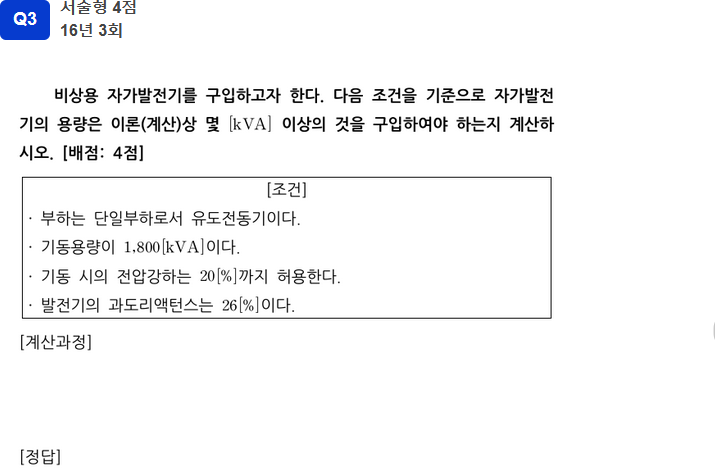 Q3
서술형 4점
16년 3회
비상용 자가발전기를 구입하고자 한다. 다음 조건을 기준으로 자가발전
기의 용량은 이론(계산)상 몇 [kVA] 이상의 것을 구입하여야 하는지 계산하
시오. [배점: 4점]
[조건]
· 부하는 단일부하로서 유도전동기이다.
· 기동용량이 1,800[kVA]이다.
· 기동 시의 전압강하는 20[%]까지 허용한다.
· 발전기의 과도리액턴스는 26[%]이다.
[계산과정]
[정답]